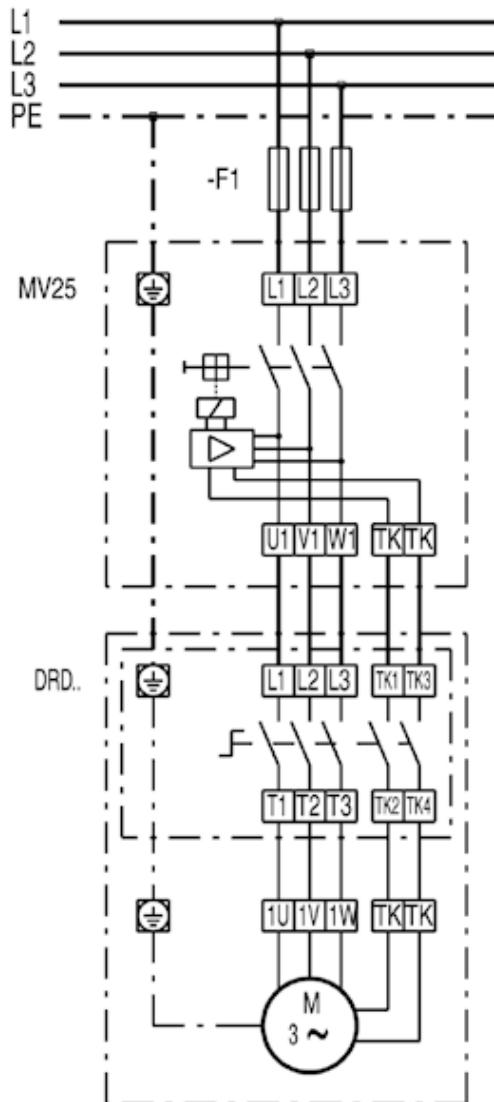 L1
L2
L3
PE
-F1
MV25
L1 L2 L3
U1 V1 W1 TK TK
DRD..
L1 L2 L3 TK1 TK3
T1 T2 T3 TK2 TK4
1U 1V 1W TK TK
M
3 ~